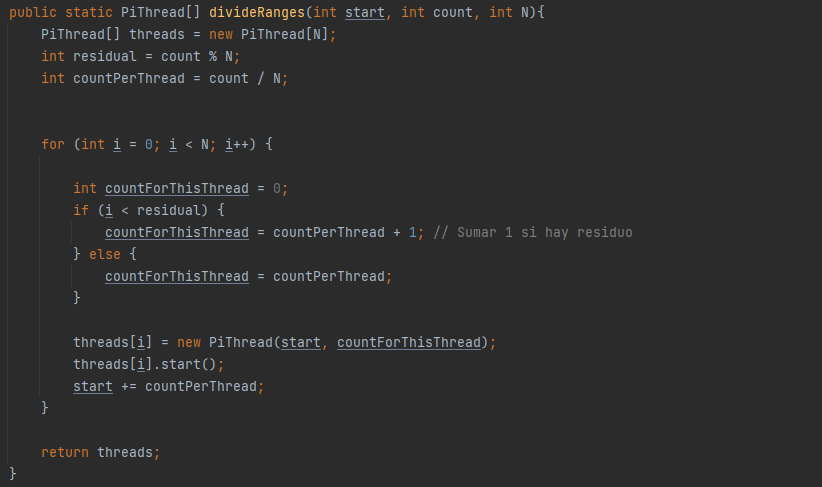 public static PiThread[] divideRanges(int start, int count, int N){
    PiThread[] threads = new PiThread[N];
    int residual = count % N;
    int countPerThread = count / N;
    for (int i = 0; i < N; i++) {
        int countForThisThread = 0;
        if (i < residual) {
            countForThisThread = countPerThread + 1; // Sumar 1 si hay residuo
        } else {
            countForThisThread = countPerThread;
        }
        threads[i] = new PiThread(start, countForThisThread);
        threads[i].start();
        start += countPerThread;
    }
    return threads;
}